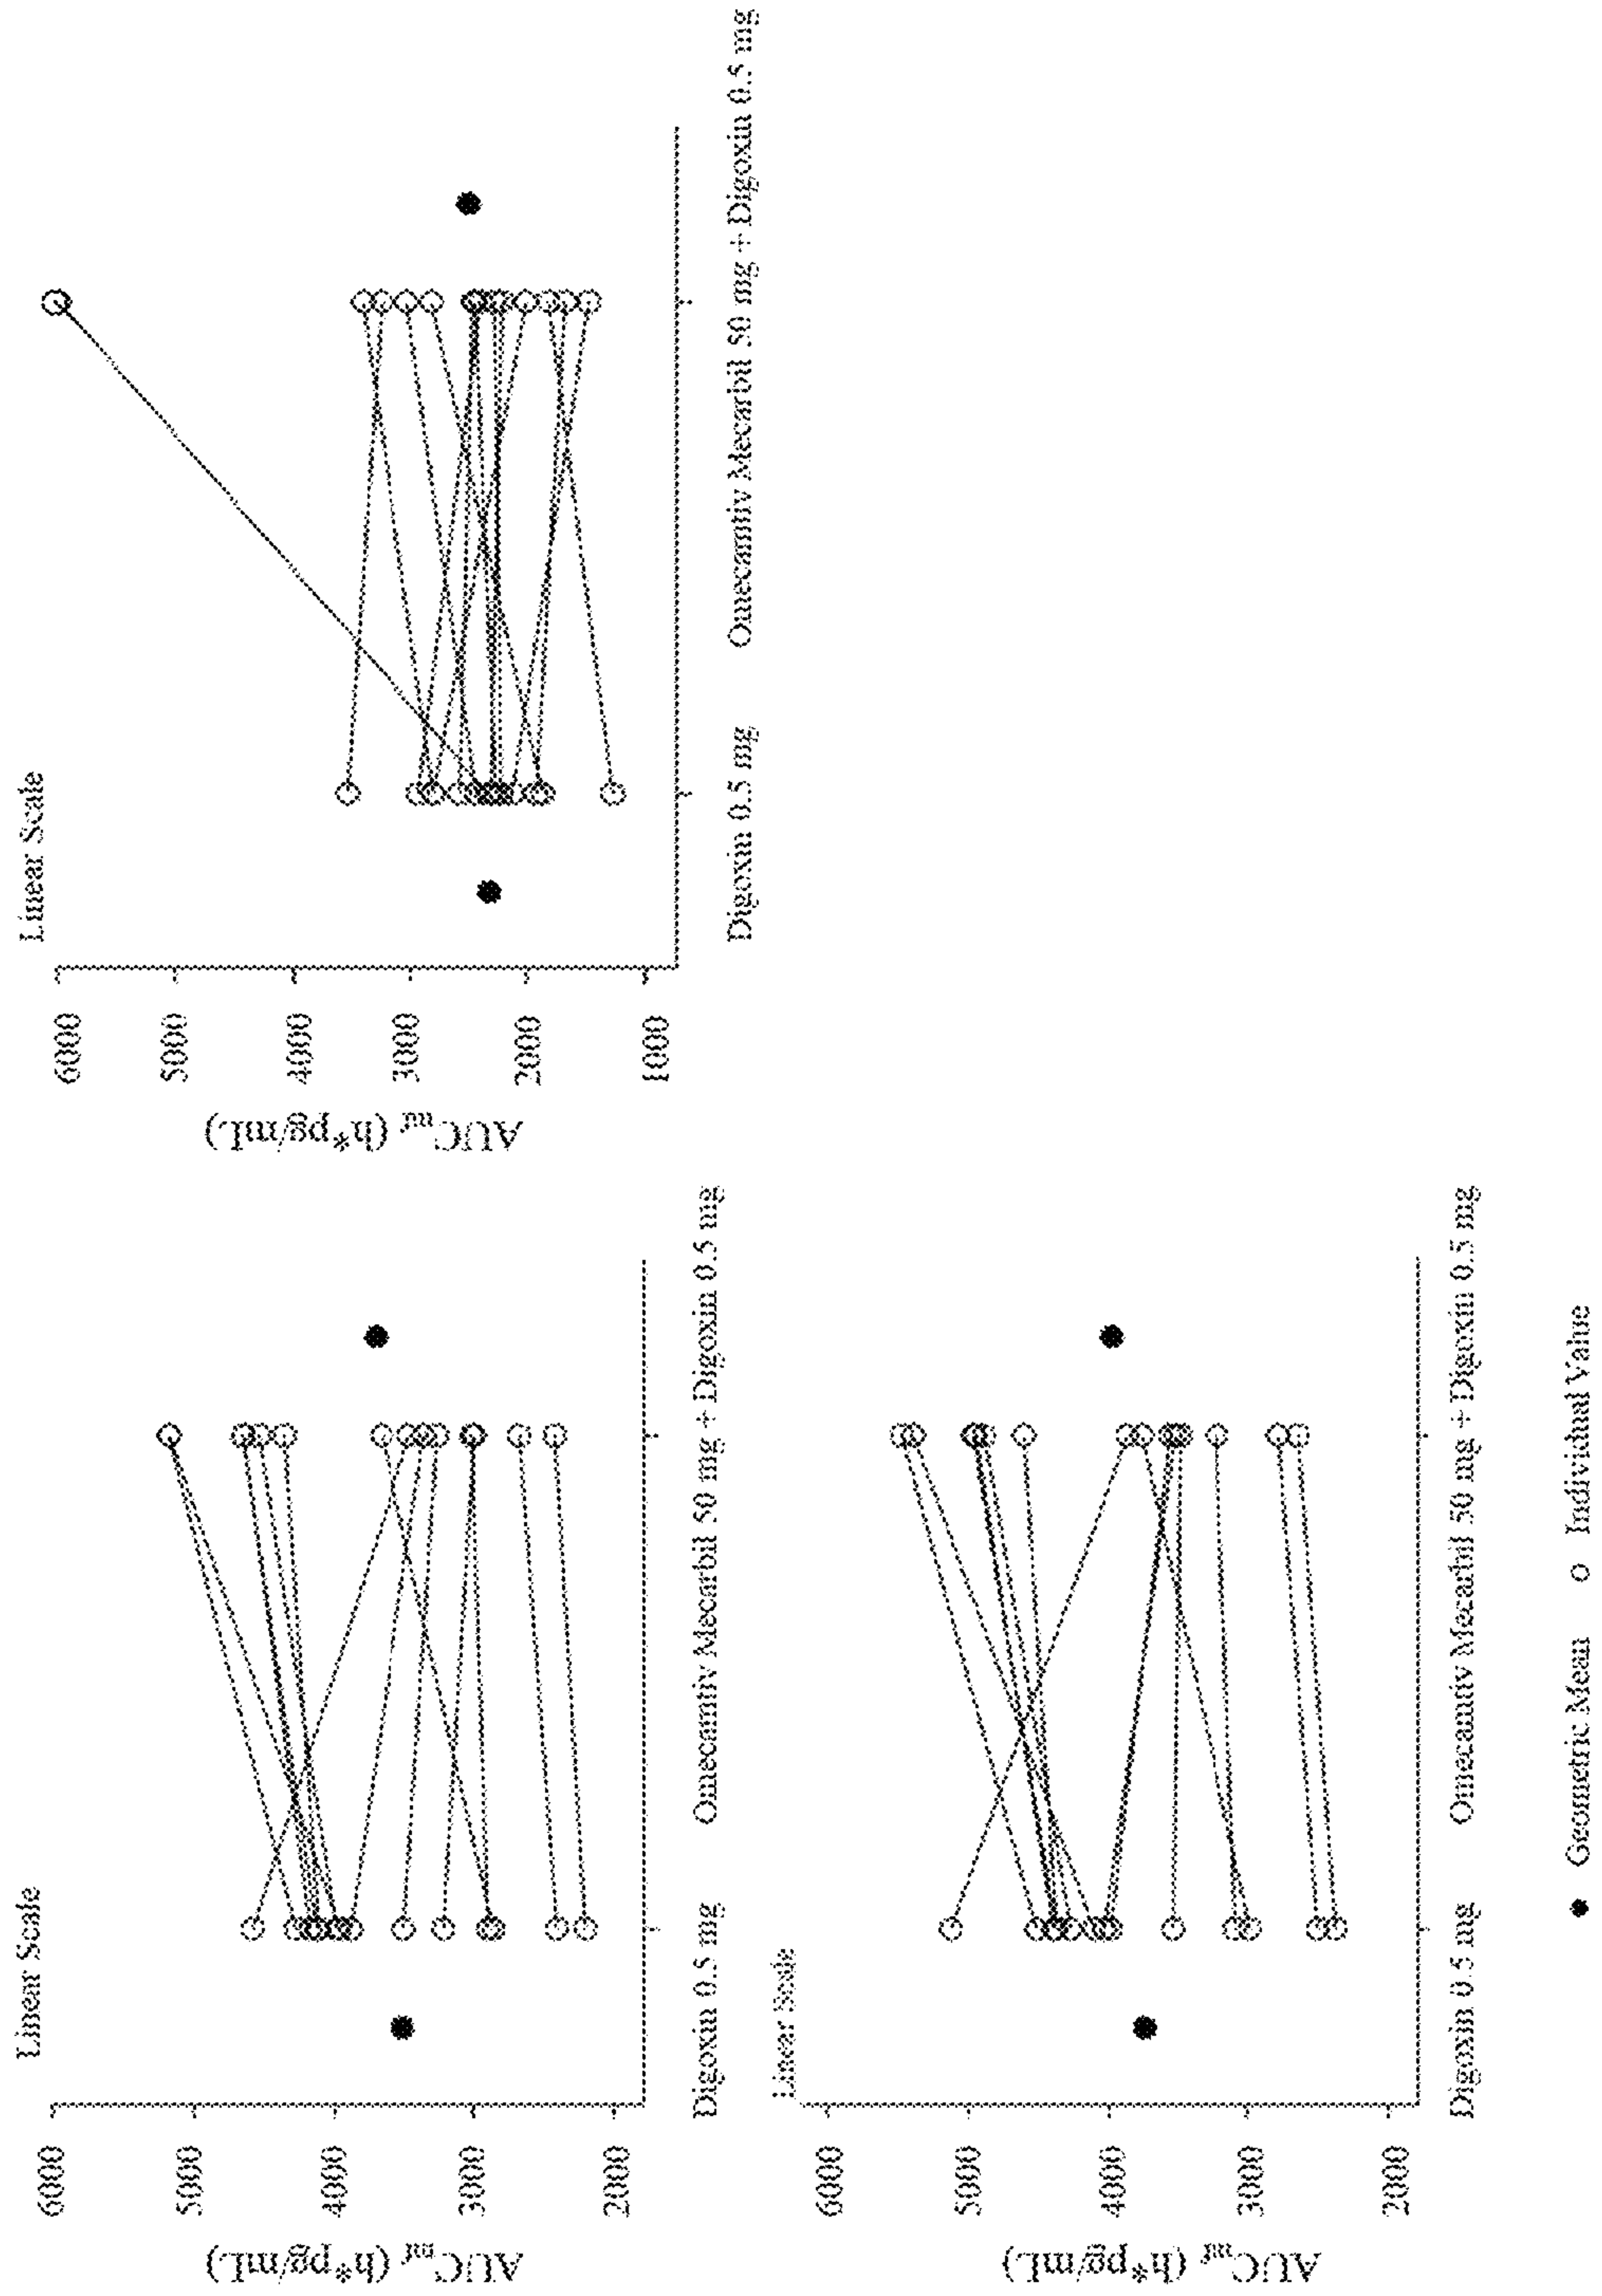 Linear Scale
6000
5000
4000
3000
2000
AUCinf (h*pg/mL)
Digoxin 0.5 mg
Omecamtiv Mecarbil 50 mg + Digoxin 0.5 mg
Linear Scale
6000
5000
4000
3000
2000
1000
AUCinf (h*pg/mL)
Digoxin 0.5 mg
Omecamtiv Mecarbil 50 mg + Digoxin 0.5 mg
Linear Scale
6000
5000
4000
3000
2000
AUCinf (h*pg/mL)
Digoxin 0.5 mg
Omecamtiv Mecarbil 50 mg + Digoxin 0.5 mg
Geometric Mean
Individual Value